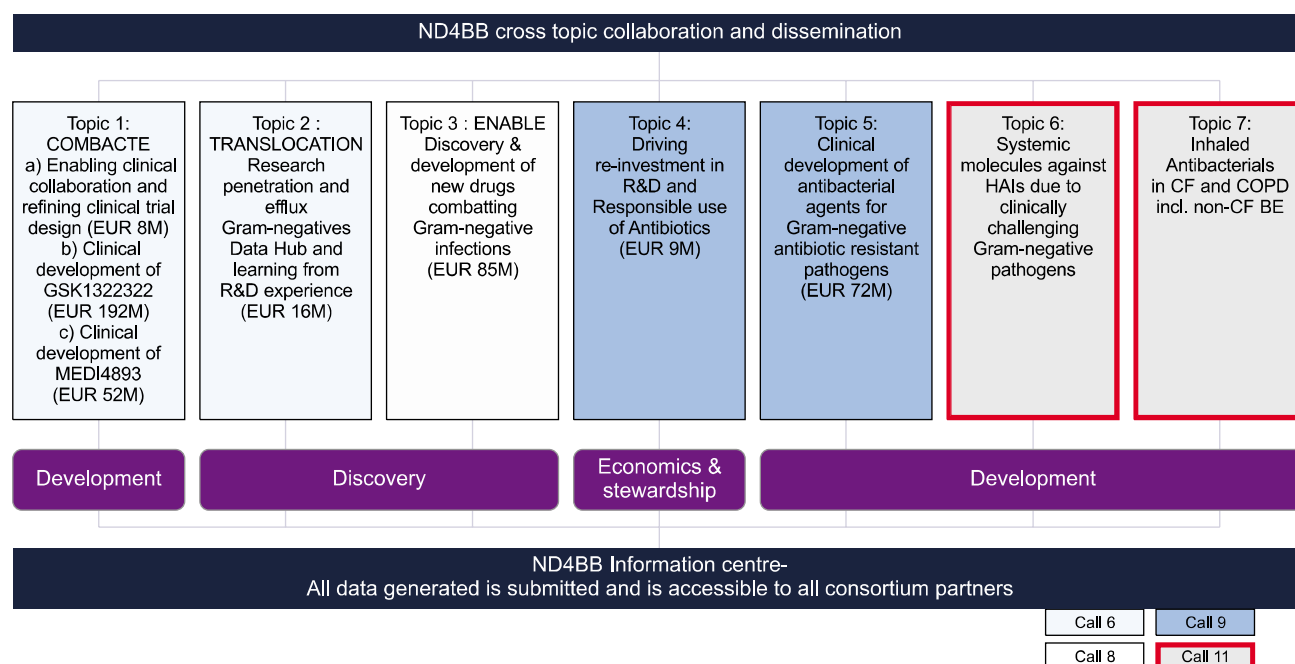 ND4BB cross topic collaboration and dissemination
Topic 1:
COMBACTE
a) Enabling clinical
collaboration and
refining clinical trial
design (EUR 8M)
b) Clinical
development of
GSK1322322
(EUR 192M)
c) Clinical
development of
MEDI4893
(EUR 52M)
Topic 2 :
TRANSLOCATION
Research
penetration and
efflux
Gram-negatives
Data Hub and
learning from
R&D experience
(EUR 16M)
Topic 3 : ENABLE
Discovery &
development of
new drugs
combatting
Gram-negative
infections
(EUR 85M)
Topic 4:
Driving
re-investment in
R&D and
Responsible use
of Antibiotics
(EUR 9M)
Topic 5:
Clinical
development of
antibacterial
agents for
Gram-negative
antibiotic resistant
pathogens
(EUR 72M)
Topic 6:
Systemic
molecules against
HAIs due to
clinically
challenging
Gram-negative
pathogens
Topic 7:
Inhaled
Antibacterials
in CF and COPD
incl. non-CF BE
Development
Discovery
Economics &
stewardship
Development
ND4BB Information centre-
All data generated is submitted and is accessible to all consortium partners
Call 6
Call 9
Call 8
Call 11